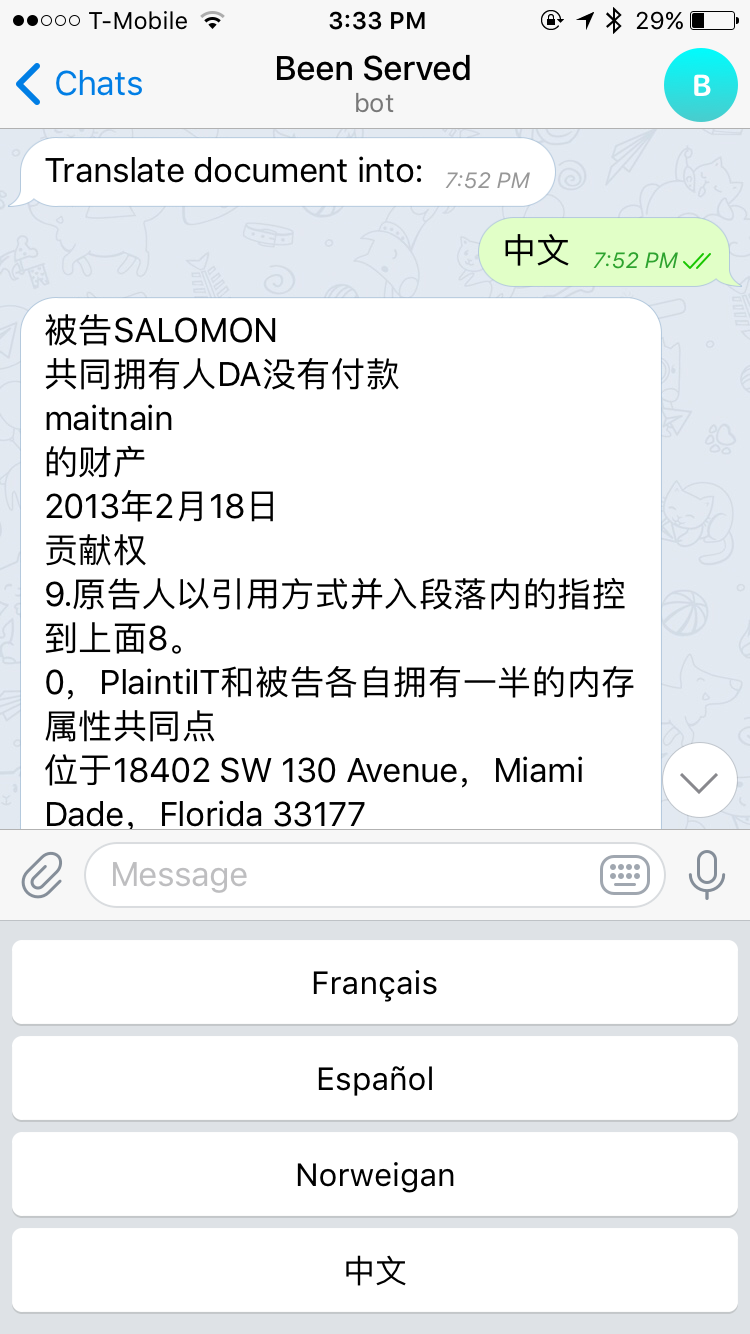 T-Mobile 3:33 PM 29%
Chats Been Served B
bot
Translate document into: 7:52 PM
中文 7:52 PM
被告SALOMON
共同拥有人DA没有付款
maitnain
的财产
2013年2月18日
贡献权
9.原告人以引用方式并入段落内的指控
到上面8。
0，PlaintilT和被告各自拥有一半的内存
属性共同点
位于18402 SW 130 Avenue，Miami
Dade，Florida 33177
Message
Français
Español
Norweigan
中文